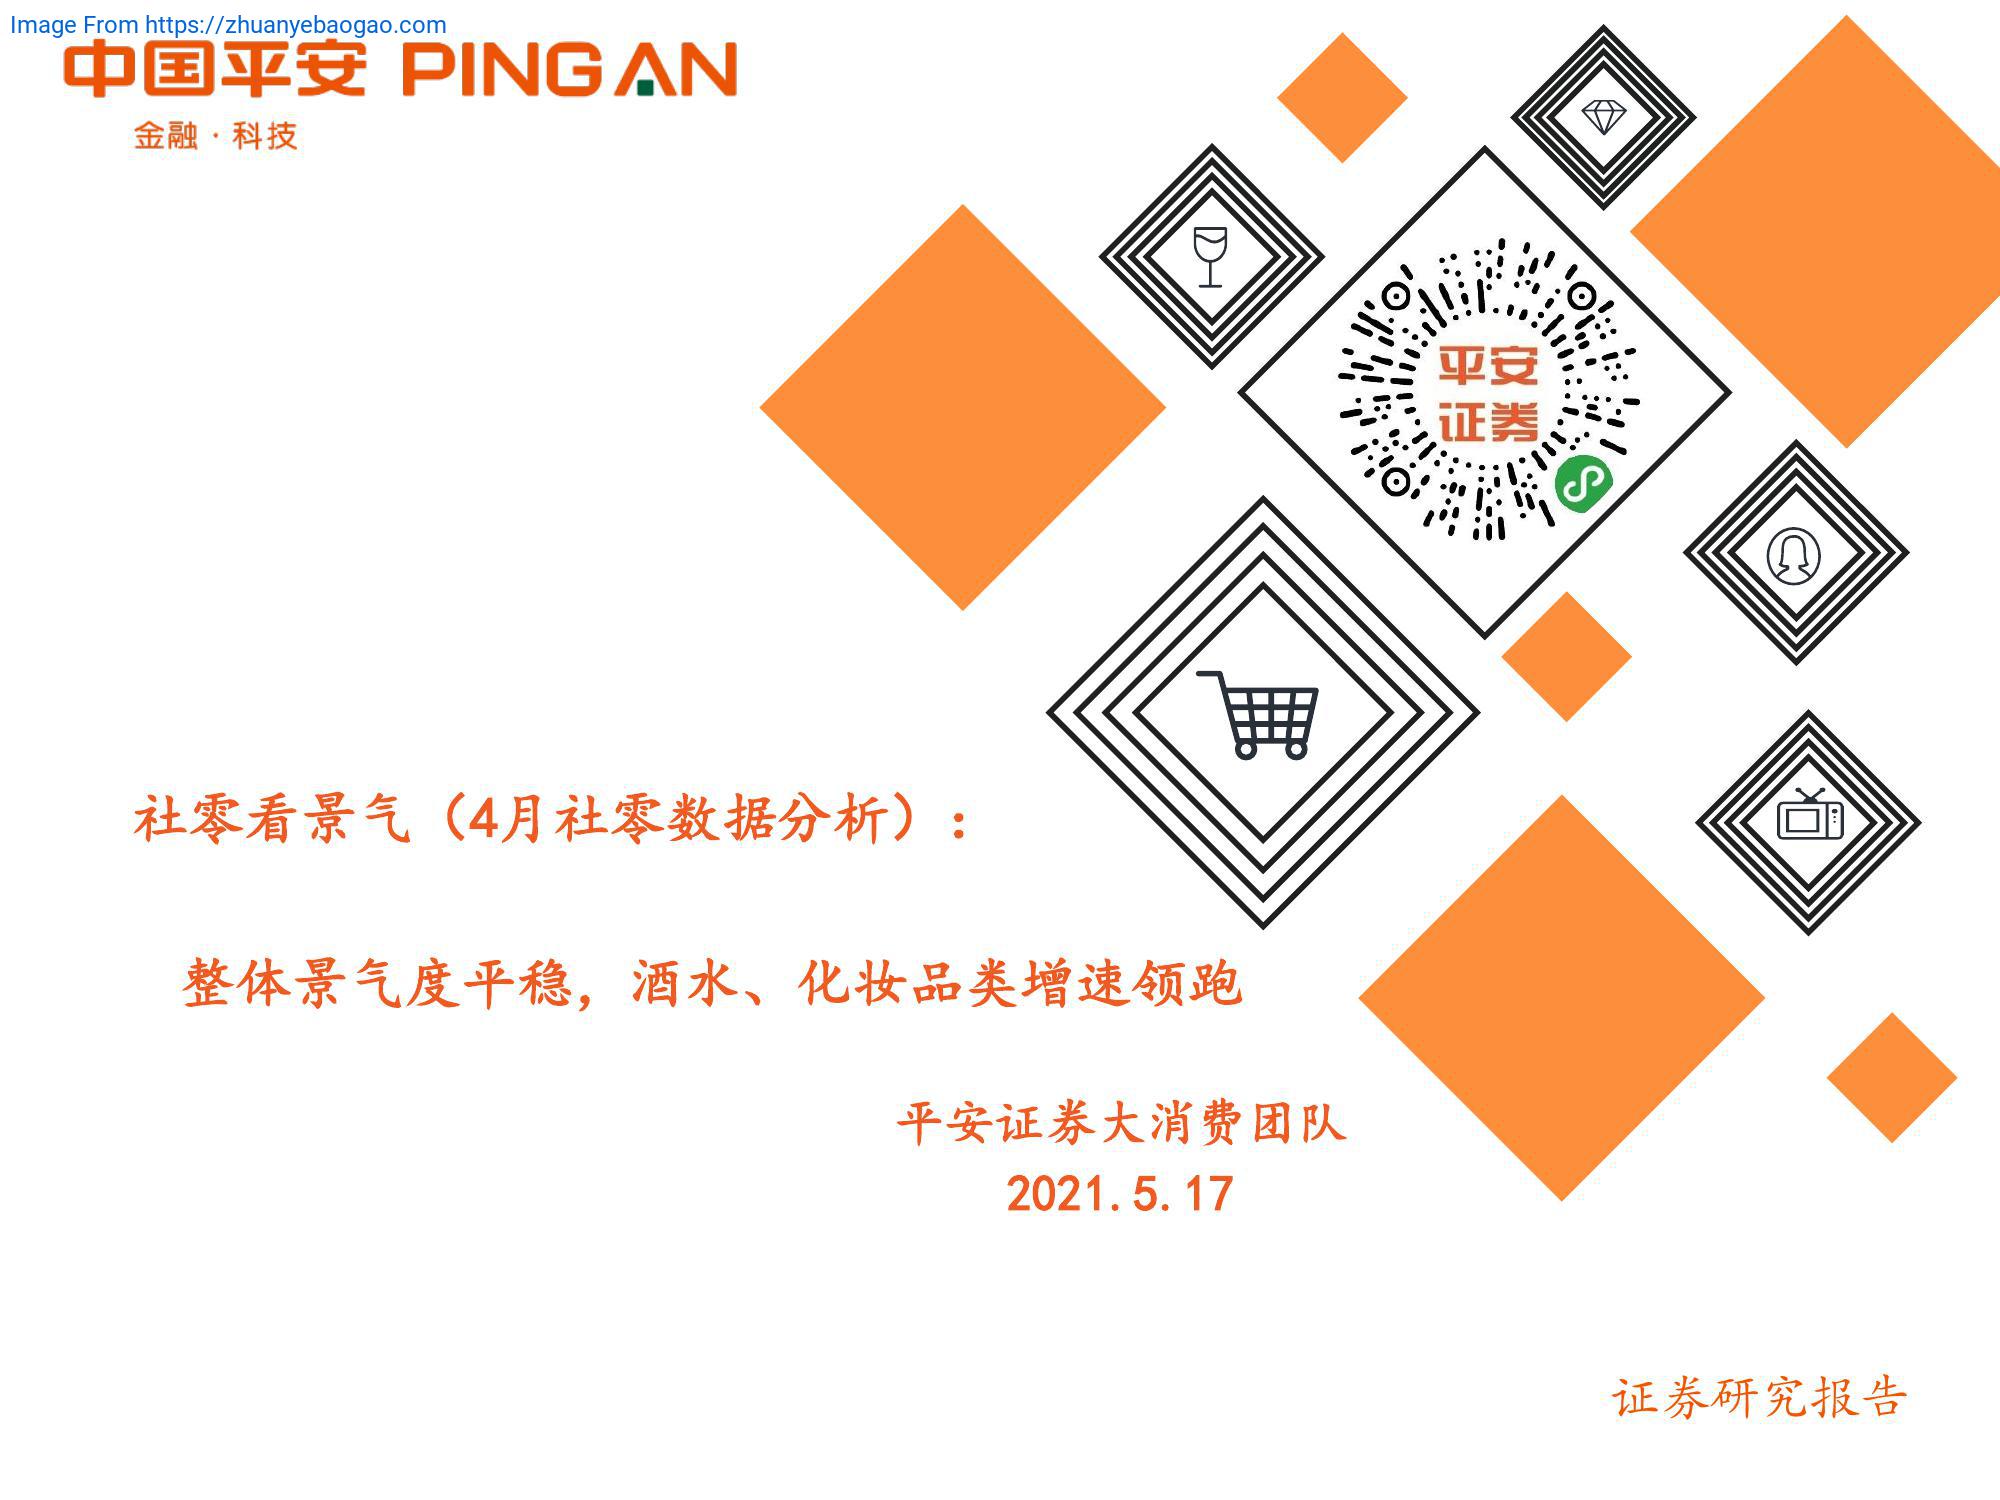 Image From https://zhuanyebaogao.com
中国平安 PINGAN
金融·科技
平安
证券
社零看景气（4月社零数据分析）：
整体景气度平稳，酒水、化妆品类增速领跑
平安证券大消费团队
2021.5.17
证券研究报告